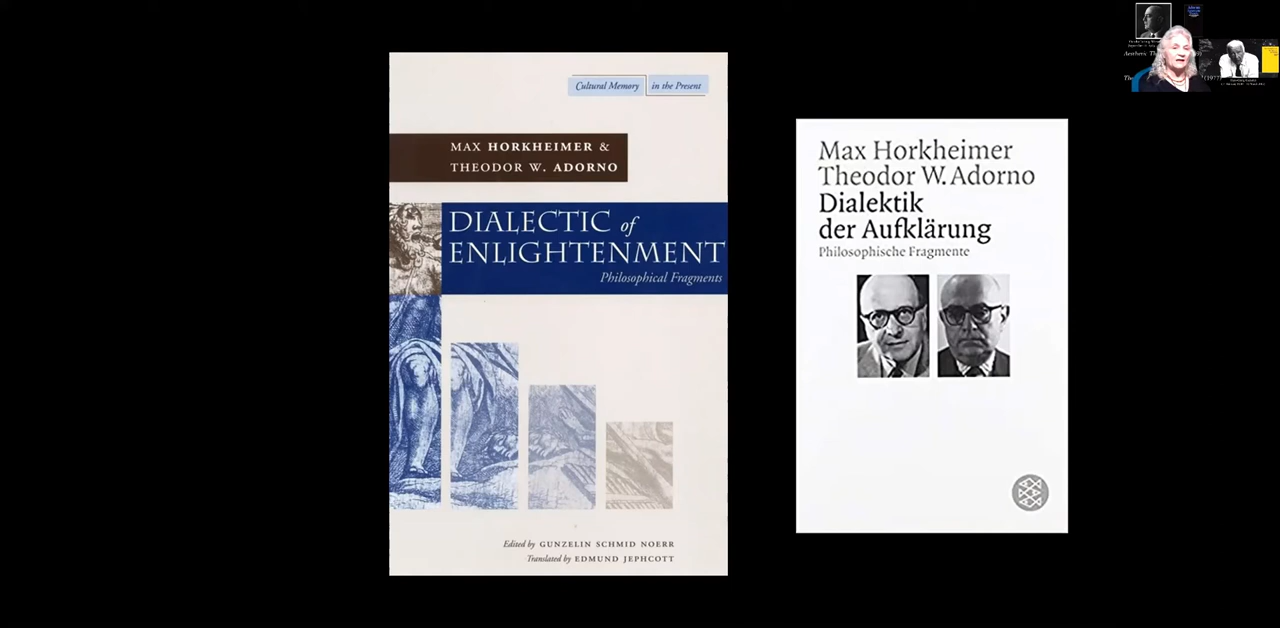 Cultural Memory in the Present
MAX HORKHEIMER &
THEODOR W. ADORNO
DIALECTIC of
ENLIGHTENMENT
Philosophical Fragments
Edited by GUNZELIN SCHMID NOERR
Translated by EDMUND JEPHCOTT
Max Horkheimer
Theodor W. Adorno
Dialektik
der Aufklärung
Philosophische Fragmente